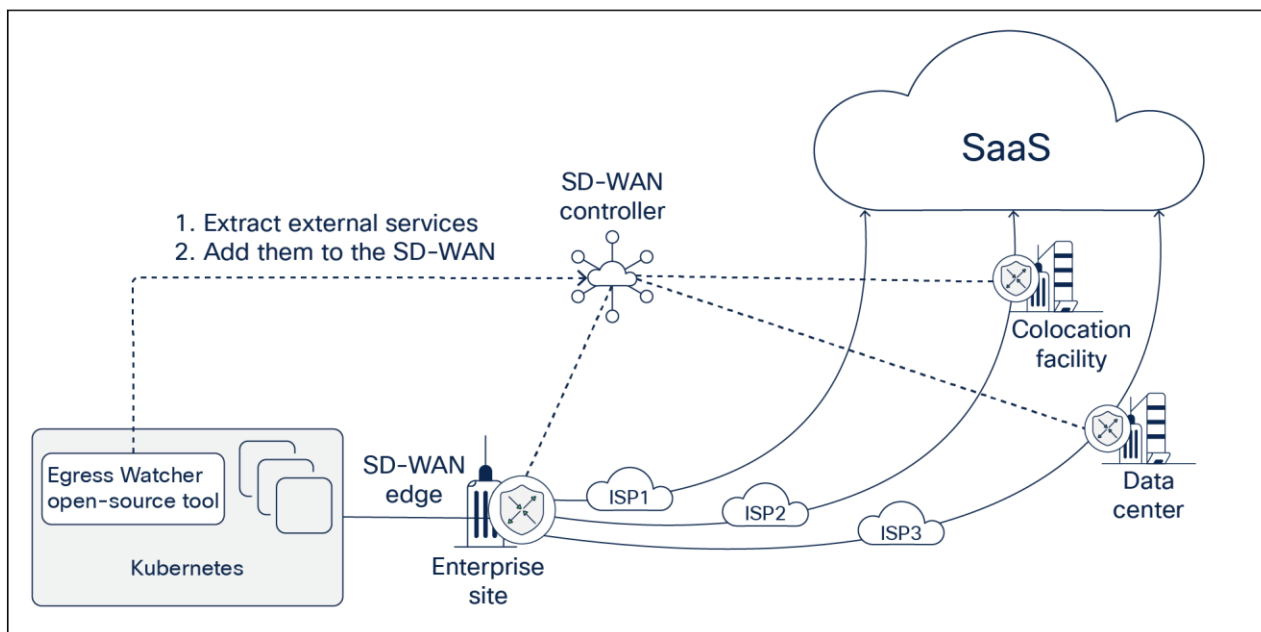 SaaS
SD-WAN
controller
1. Extract external services
2. Add them to the SD-WAN
Colocation
facility
Egress Watcher
open-source tool
Kubernetes
SD-WAN
edge
Enterprise
site
ISP1
ISP2
ISP3
Data
center